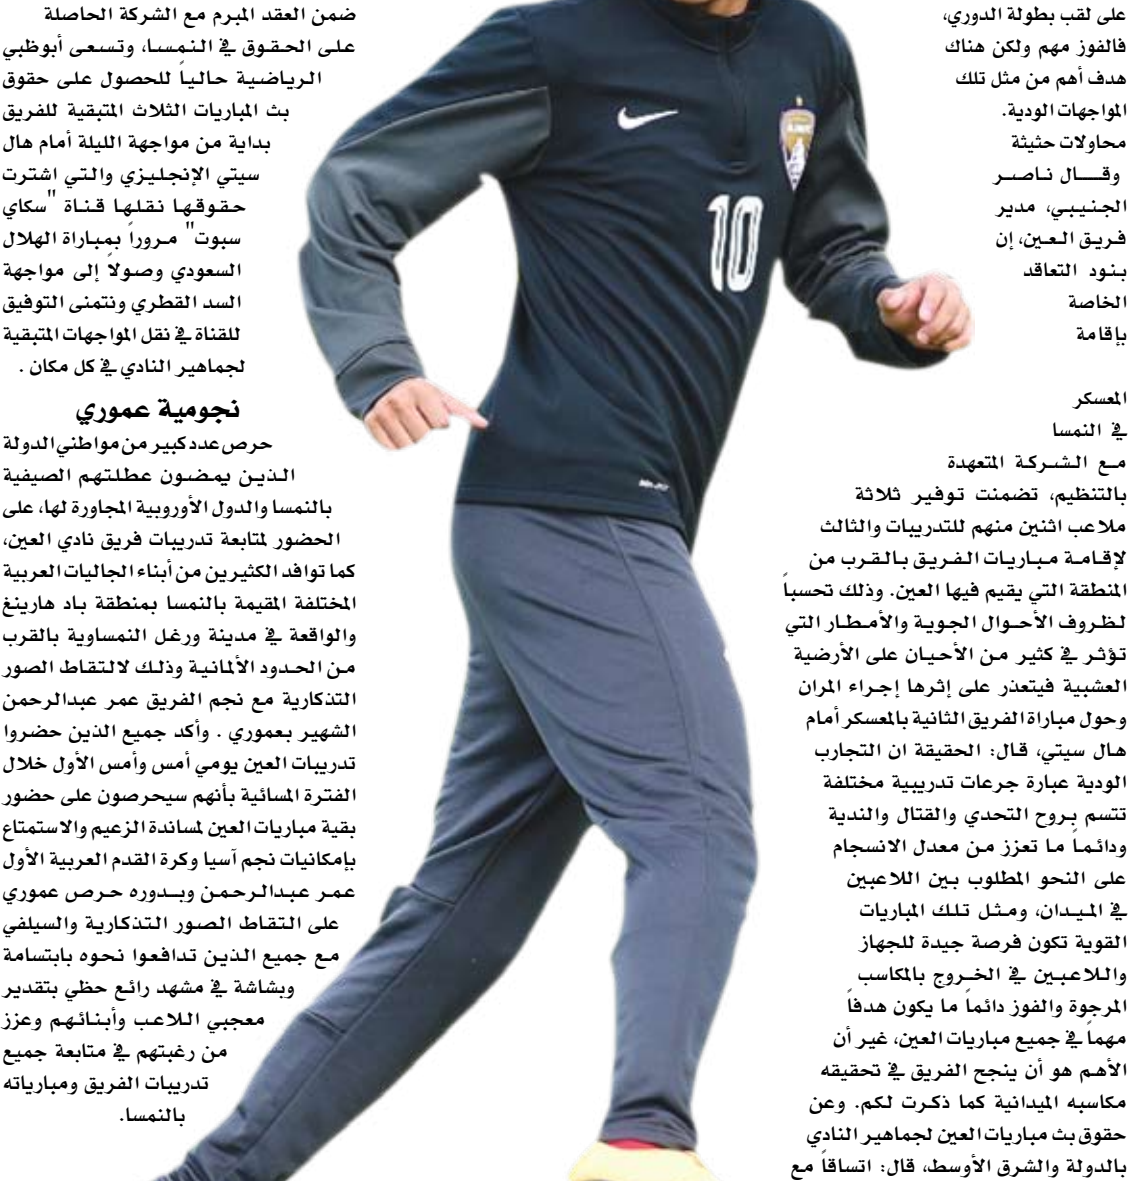 على لقب بطولة الدوري،
فالفوز مهم ولكن هناك
هدف أهم من مثل تلك
المواجهات الودية.
محاولات حثيثة
وقال ناصر
الجنيبي، مدير
فريق العين، إن
بنود التعاقد
الخاصة
بإقامة
المعسكر
في النمسا
مع الشركة المتعهدة
بالتنظيم، تضمنت توفير ثلاثة
ملاعب اثنين منهم للتدريبات والثالث
لإقامة مباريات الفريق بالقرب من
المنطقة التي يقيم فيها العين. وذلك تحسباً
لظروف الأحوال الجوية والأمطار التي
تؤثر في كثير من الأحيان على الأرضية
العشبية فيتعذر على إثرها إجراء المران
وحول مباراة الفريق الثانية بالمعسكر أمام
هال سيتي، قال: الحقيقة ان التجارب
الودية عبارة جرعات تدريبية مختلفة
تتسم بروح التحدي والقتال والندية
ودائماً ما تعزز من معدل الانسجام
على النحو المطلوب بين اللاعبين
في الميدان، ومثل تلك المباريات
القوية تكون فرصة جيدة للجهاز
واللاعبين في الخروج بالمكاسب
المرجوة والفوز دائماً ما يكون هدفاً
مهماً في جميع مباريات العين، غير أن
الأهم هو أن ينجح الفريق في تحقيقه
مكاسبه الميدانية كما ذكرت لكم. وعن
حقوق بث مباريات العين لجماهير النادي
بالدولة والشرق الأوسط، قال: اتساقاً مع
ضمن العقد المبرم مع الشركة الحاصلة
على الحقوق في النمسا، وتسعى أبوظبي
الرياضية حالياً للحصول على حقوق
بث المباريات الثلاث المتبقية للفريق
بداية من مواجهة الليلة أمام هال
سيتي الإنجليزي والتي اشترت
حقوقها نقلها قناة "سكاي
سبوت" مروراً بمباراة الهلال
السعودي وصولاً إلى مواجهة
السد القطري ونتمنى التوفيق
للقناة في نقل المواجهات المتبقية
لجماهير النادي في كل مكان .
نجومية عموري
حرص عدد كبير من مواطني الدولة
الذين يمضون عطلتهم الصيفية
بالنمسا والدول الأوروبية المجاورة لها، على
الحضور لمتابعة تدريبات فريق نادي العين،
كما توافد الكثيرين من أبناء الجاليات العربية
المختلفة المقيمة بالنمسا بمنطقة باد هارينغ
والواقعة في مدينة ورغل النمساوية بالقرب
من الحدود الألمانية وذلك لالتقاط الصور
التذكارية مع نجم الفريق عمر عبدالرحمن
الشهير بعموري . وأكد جميع الذين حضروا
تدريبات العين يومي أمس وأمس الأول خلال
الفترة المسائية بأنهم سيحرصون على حضور
بقية مباريات العين لمساندة الزعيم والاستمتاع
بإمكانيات نجم آسيا وكرة القدم العربية الأول
عمر عبدالرحمن وبدوره حرص عموري
على التقاط الصور التذكارية والسيلفي
مع جميع الذين تدافعوا نحوه بابتسامة
وبشاشة في مشهد رائع حظي بتقدير
معجبي اللاعب وأبنائهم وعزز
من رغبتهم في متابعة جميع
تدريبات الفريق ومبارياته
بالنمسا.
10